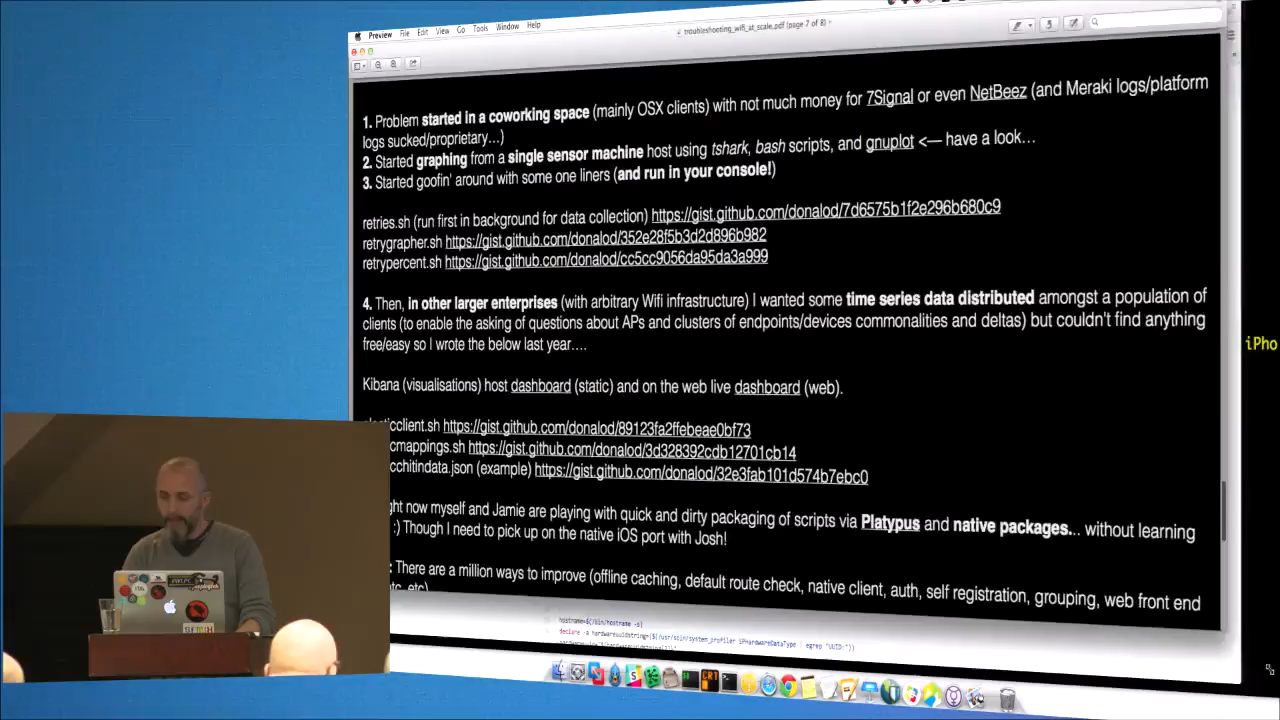 Preview File Edit View Go Tools Window Help
troubleshooting_wifi_at_scale.pdf (page 7 of 8)
1. Problem started in a coworking space (mainly OSX clients) with not much money for 7Signal or even NetBeez (and Meraki logs/platform
logs sucked/proprietary...)
2. Started graphing from a single sensor machine host using tshark, bash scripts, and gnuplot <— have a look...
3. Started goofin' around with some one liners (and run in your console!)
retries.sh (run first in background for data collection) https://gist.github.com/donalod/7d6575b1f2e296b680c9
retrygrapher.sh https://gist.github.com/donalod/352e28f5b3d2d896b982
retrypercent.sh https://gist.github.com/donalod/cc5cc9056da95da3a999
4. Then, in other larger enterprises (with arbitrary Wifi infrastructure) I wanted some time series data distributed amongst a population of
clients (to enable the asking of questions about APs and clusters of endpoints/devices commonalities and deltas) but couldn't find anything
free/easy so I wrote the below last year....
iPho
Kibana (visualisations) host dashboard (static) and on the web live dashboard (web).
client.sh https://gist.github.com/donalod/89123fa2ffebeae0bf73
cmappings.sh https://gist.github.com/donalod/3d328392cdb12701cb14
cchitindata.json (example) https://gist.github.com/donalod/32e3fab101d574b7ebc0
ht now myself and Jamie are playing with quick and dirty packaging of scripts via Platypus and native packages... without learning
:) Though I need to pick up on the native iOS port with Josh!
: There are a million ways to improve (offline caching, default route check, native client, auth, self registration, grouping, web front end
etc, etc)
hostname=$(/bin/hostname -s)